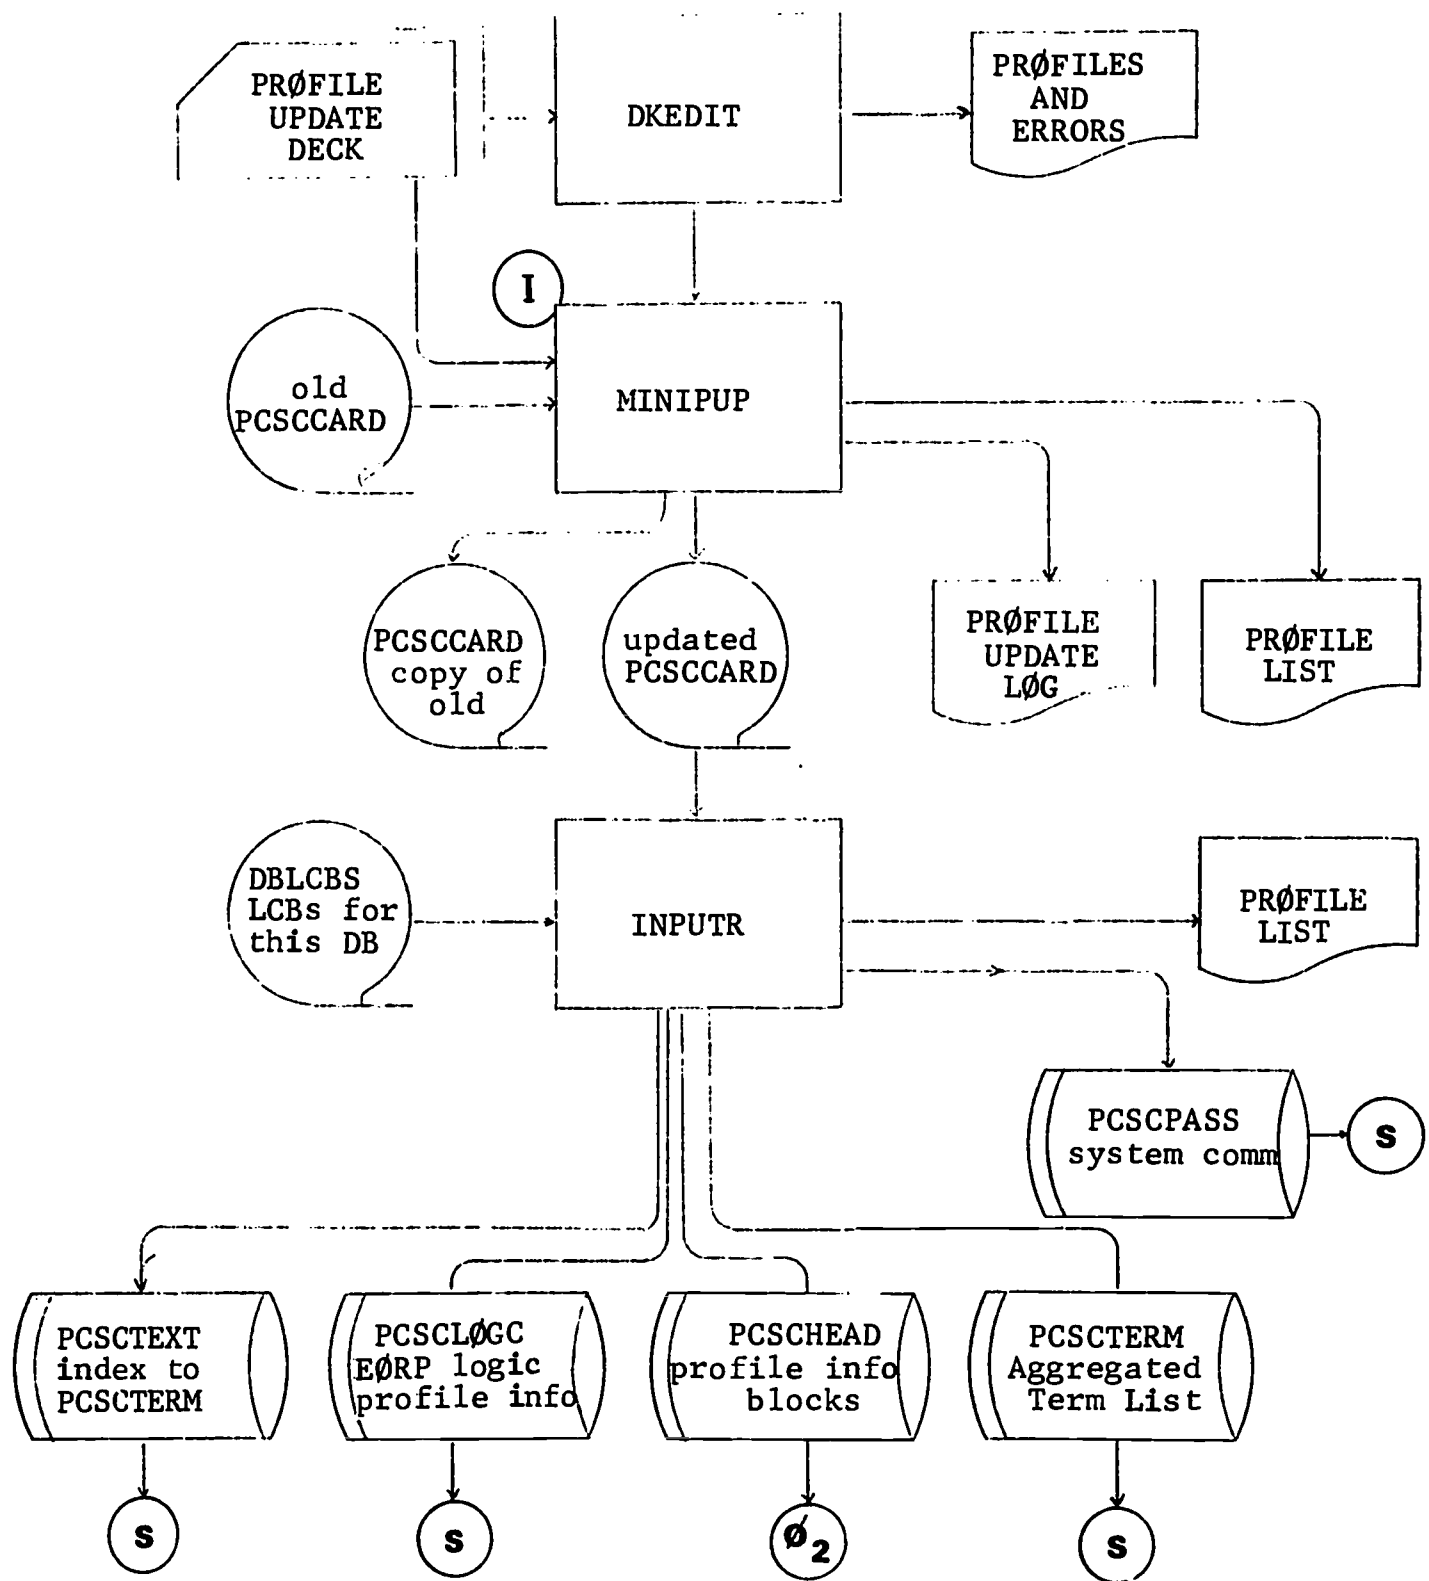 PRØFILE
UPDATE
DECK
DKEDIT
PRØFILES
AND
ERRORS
I
old
PCSCCARD
MINIPUP
PCSCCARD
copy of
old
updated
PCSCCARD
PRØFILE
UPDATE
LØG
PRØFILE
LIST
DBLCBS
LCBs for
this DB
INPUTR
PRØFILE
LIST
PCSCPASS
system comm
S
PCSCTEXT
index to
PCSCTERM
PCSCLØGC
EØRP logic
profile info
PCSCHEAD
profile info
blocks
PCSCTERM
Aggregated
Term List
S
S
Ø2
S